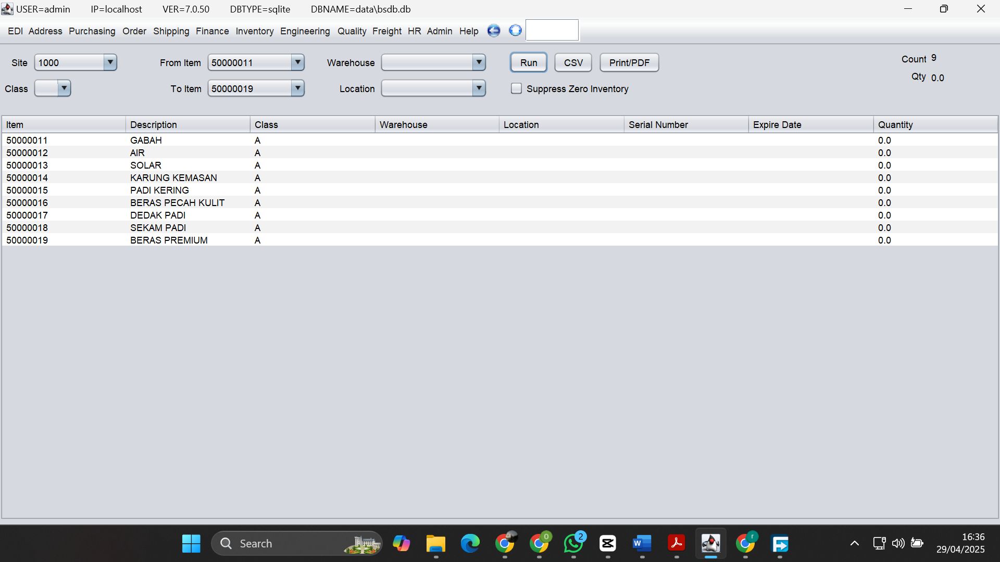 USER=admin IP=localhost VER=7.0.50 DBTYPE=sqlite DBNAME=data\bsdb.db
EDI Address Purchasing Order Shipping Finance Inventory Engineering Quality Freight HR Admin Help
Site 1000 From Item 50000011 Warehouse Run CSV Print/PDF Count 9
Class To Item 50000019 Location Suppress Zero Inventory Qty 0.0
Item Description Class Warehouse Location Serial Number Expire Date Quantity
50000011 GABAH A 0.0
50000012 AIR A 0.0
50000013 SOLAR A 0.0
50000014 KARUNG KEMASAN A 0.0
50000015 PADI KERING A 0.0
50000016 BERAS PECAH KULIT A 0.0
50000017 DEDAK PADI A 0.0
50000018 SEKAM PADI A 0.0
50000019 BERAS PREMIUM A 0.0
Search 0 2 W r 16:36
29/04/2025